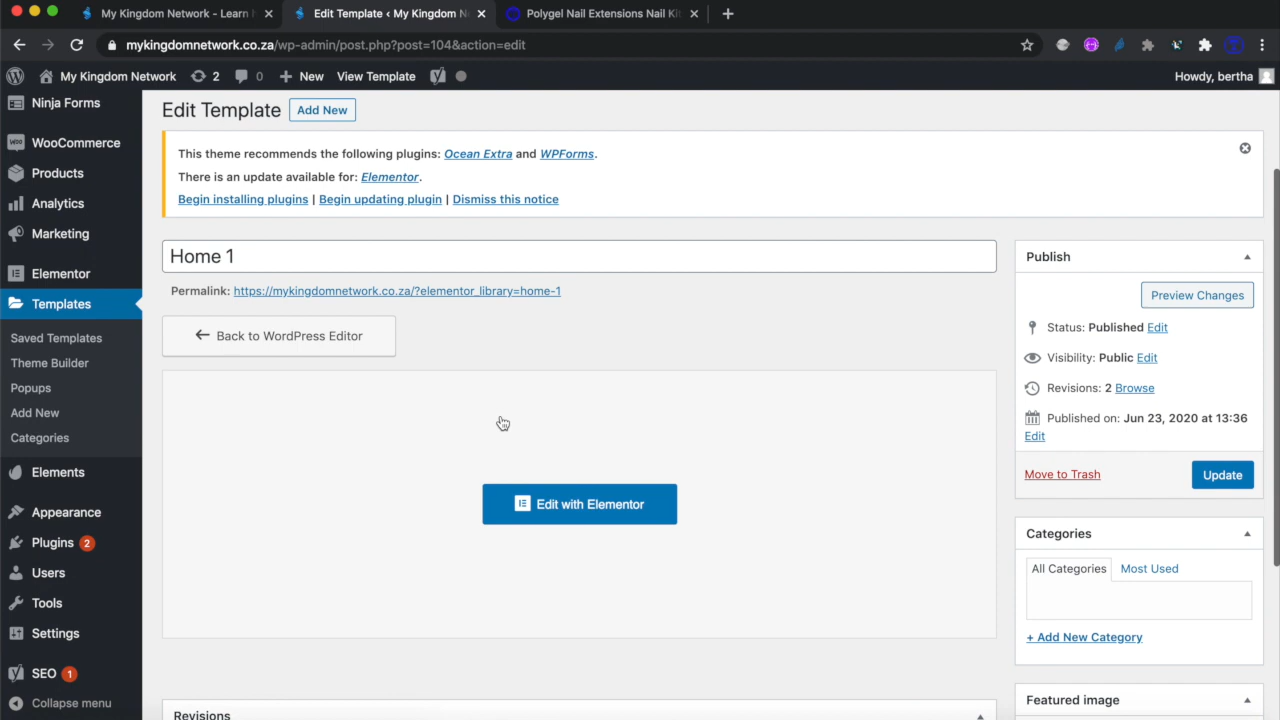 My Kingdom Network - Learn
Edit Template ‹ My Kingdom N
Polygel Nail Extensions Nail Kit
mykingdomnetwork.co.za/wp-admin/post.php?post=104&action=edit
My Kingdom Network 2 0 New View Template
Howdy, bertha
Ninja Forms
WooCommerce
Products
Analytics
Marketing
Elementor
Templates
Saved Templates
Theme Builder
Popups
Add New
Categories
Elements
Appearance
Plugins 2
Users
Tools
Settings
SEO 1
Collapse menu
Edit Template Add New
This theme recommends the following plugins: Ocean Extra and WPForms.
There is an update available for: Elementor.
Begin installing plugins | Begin updating plugin | Dismiss this notice
Home 1
Permalink: https://mykingdomnetwork.co.za/?elementor_library=home-1
Back to WordPress Editor
Edit with Elementor
Revisions
Publish
Preview Changes
Status: Published Edit
Visibility: Public Edit
Revisions: 2 Browse
Published on: Jun 23, 2020 at 13:36
Edit
Move to Trash Update
Categories
All Categories Most Used
+ Add New Category
Featured image